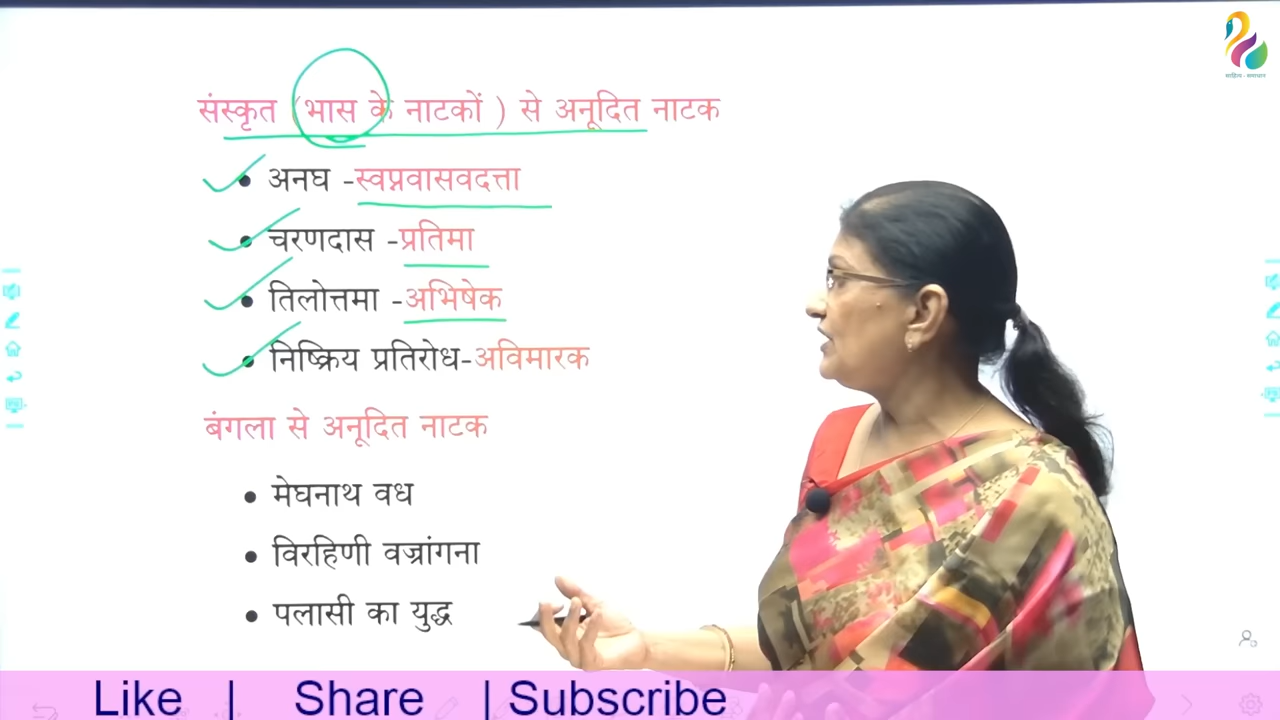 साहित्य - समाधार
संस्कृत (भास के नाटकों ) से अनूदित नाटक
• अनघ -स्वप्नवासवदत्ता
• चरणदास -प्रतिमा
• तिलोत्तमा -अभिषेक
• निष्क्रिय प्रतिरोध-अविमारक
बंगला से अनूदित नाटक
• मेघनाथ वध
• विरहिणी वज्रांगना
• पलासी का युद्ध
Like | Share | Subscribe